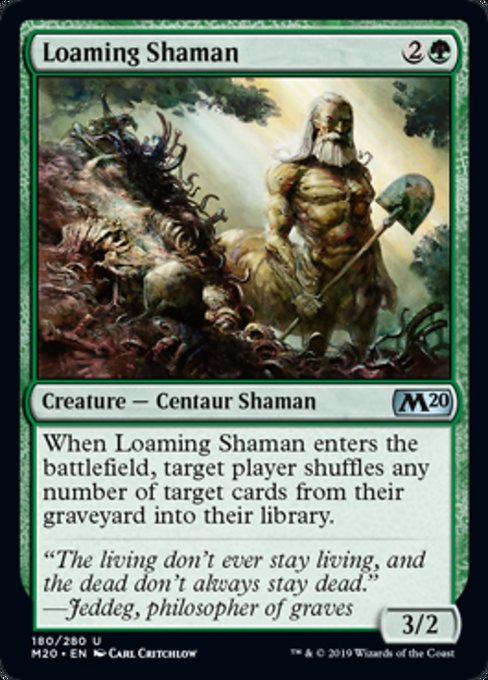 Loaming Shaman 2
Creature — Centaur Shaman M20
When Loaming Shaman enters the
battlefield, target player shuffles any
number of target cards from their
graveyard into their library.
“The living don’t ever stay living, and
the dead don’t always stay dead.”
—Jeddeg, philosopher of graves
3/2
180/280 U
M20 • EN Carl Critchlow ™ & © 2019 Wizards of the Coast